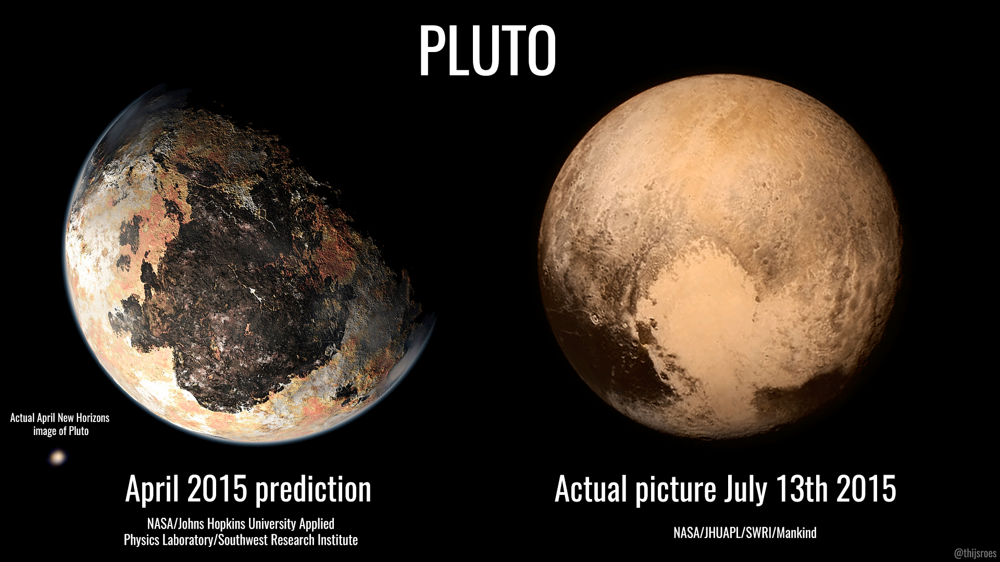 PLUTO
Actual April New Horizons
image of Pluto
April 2015 prediction
NASA/Johns Hopkins University Applied
Physics Laboratory/Southwest Research Institute
Actual picture July 13th 2015
NASA/JHUAPL/SWRI/Mankind
@thijsroes